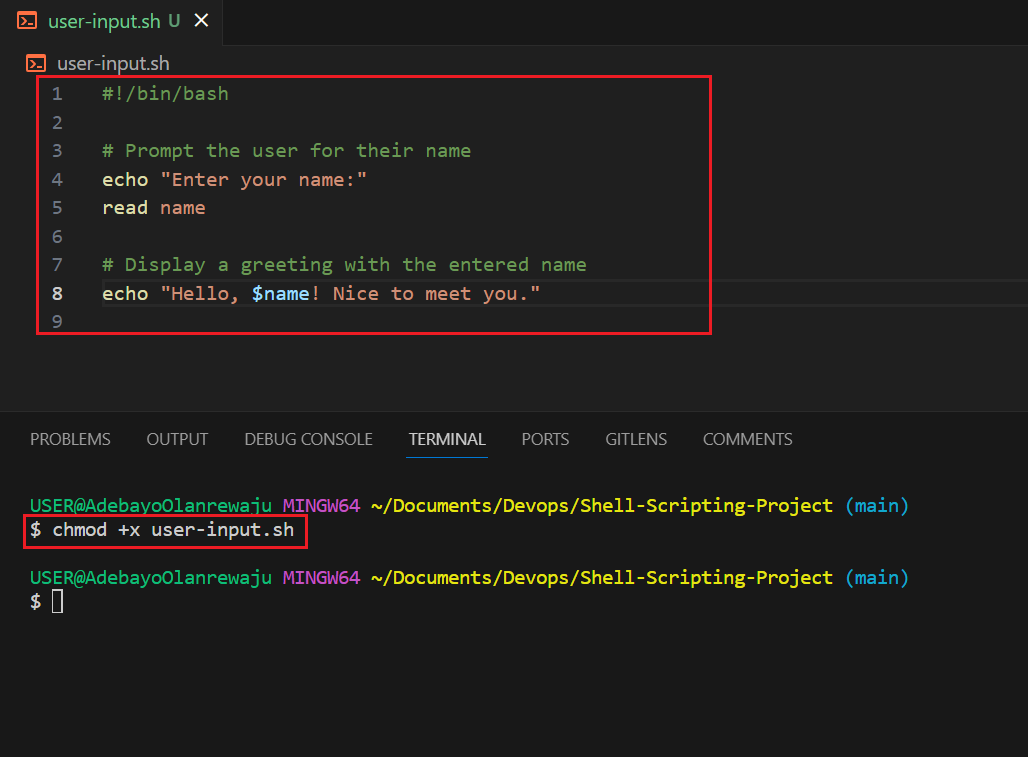 user-input.sh U
user-input.sh
1 #!/bin/bash
2
3 # Prompt the user for their name
4 echo "Enter your name:"
5 read name
6
7 # Display a greeting with the entered name
8 echo "Hello, $name! Nice to meet you."
9
PROBLEMS OUTPUT DEBUG CONSOLE TERMINAL PORTS GITLENS COMMENTS
USER@AdebayoOlanrewaju MINGW64 ~/Documents/Devops/Shell-Scripting-Project (main)
$ chmod +x user-input.sh
USER@AdebayoOlanrewaju MINGW64 ~/Documents/Devops/Shell-Scripting-Project (main)
$